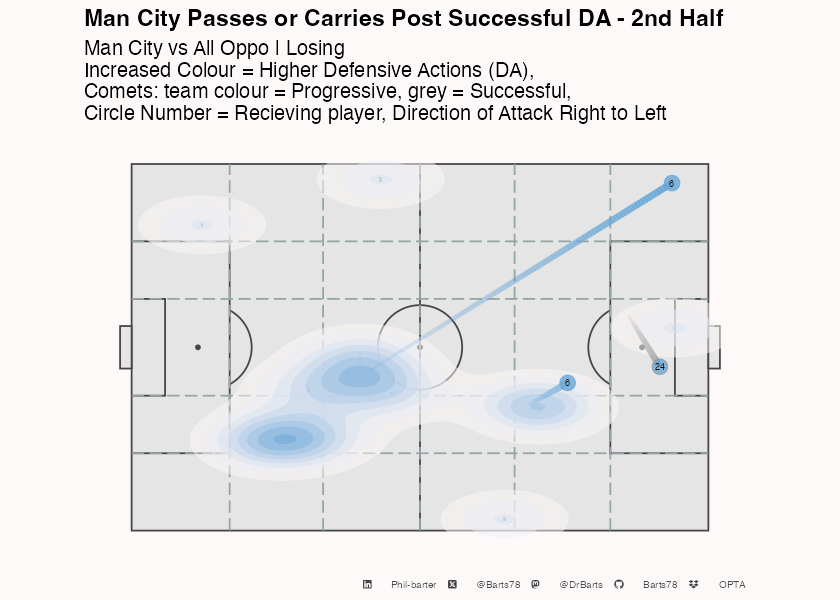 Man City Passes or Carries Post Successful DA - 2nd Half
Man City vs All Oppo | Losing
Increased Colour = Higher Defensive Actions (DA),
Comets: team colour = Progressive, grey = Successful,
Circle Number = Recieving player, Direction of Attack Right to Left
6
24
6
Phil-barter @Barts78 @DrBarts Barts78 OPTA